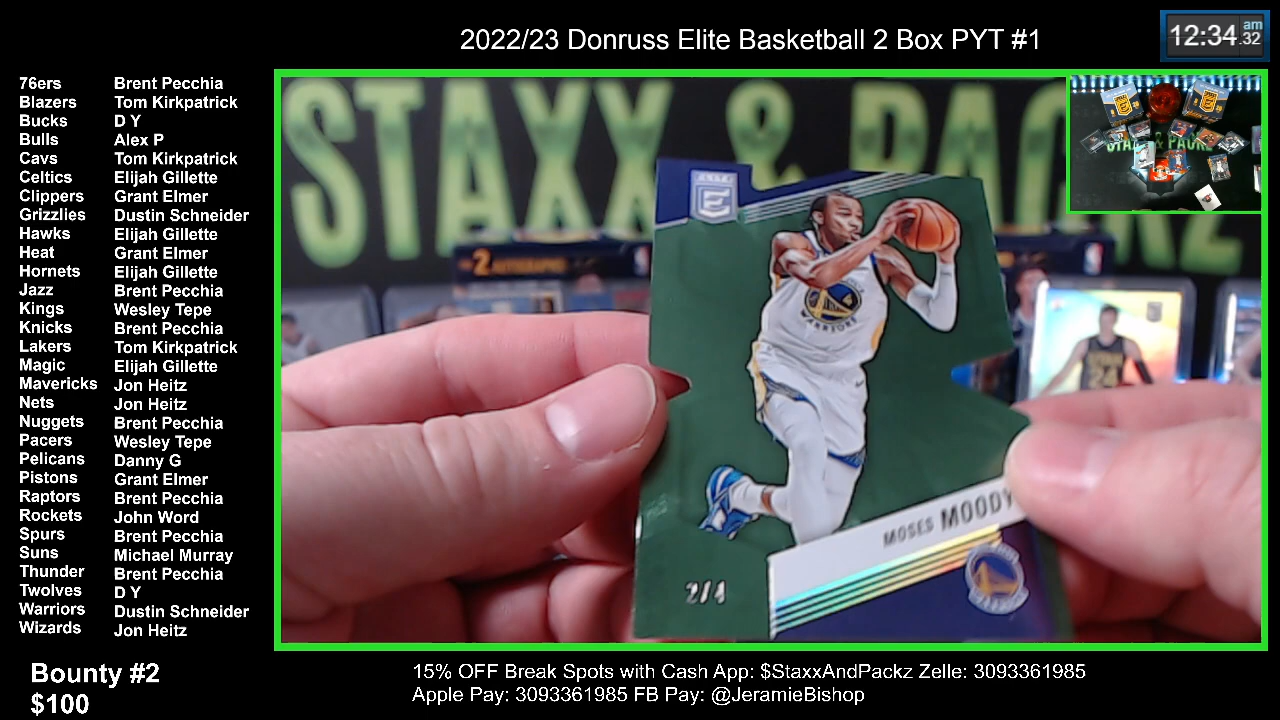 2022/23 Donruss Elite Basketball 2 Box PYT #1
12:34.32 am
76ers Brent Pecchia
Blazers Tom Kirkpatrick
Bucks D Y
Bulls Alex P
Cavs Tom Kirkpatrick
Celtics Elijah Gillette
Clippers Grant Elmer
Grizzlies Dustin Schneider
Hawks Elijah Gillette
Heat Grant Elmer
Hornets Elijah Gillette
Jazz Brent Pecchia
Kings Wesley Tepe
Knicks Brent Pecchia
Lakers Tom Kirkpatrick
Magic Elijah Gillette
Mavericks Jon Heitz
Nets Jon Heitz
Nuggets Brent Pecchia
Pacers Wesley Tepe
Pelicans Danny G
Pistons Grant Elmer
Raptors Brent Pecchia
Rockets John Word
Spurs Brent Pecchia
Suns Michael Murray
Thunder Brent Pecchia
Twolves D Y
Warriors Dustin Schneider
Wizards Jon Heitz
Bounty #2
$100
STAXX & PACKZ
2 AUTOGRAPHS
ELITE
E
WARRIORS
MOSES MOODY
2/4
WARRIORS
24
15% OFF Break Spots with Cash App: $StaxxAndPackz Zelle: 3093361985
Apple Pay: 3093361985 FB Pay: @JeramieBishop